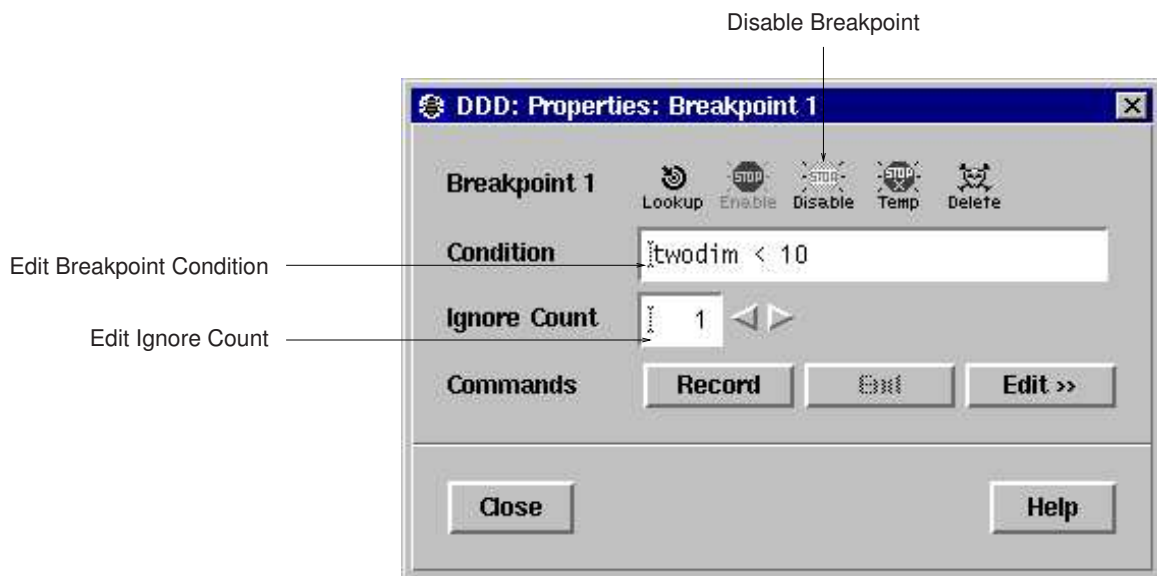 Disable Breakpoint
DDD: Properties: Breakpoint 1
Breakpoint 1
Lookup Enable Disable Temp Delete
Edit Breakpoint Condition
Condition twodim < 10
Ignore Count 1
Edit Ignore Count
Commands Record End Edit >>
Close Help